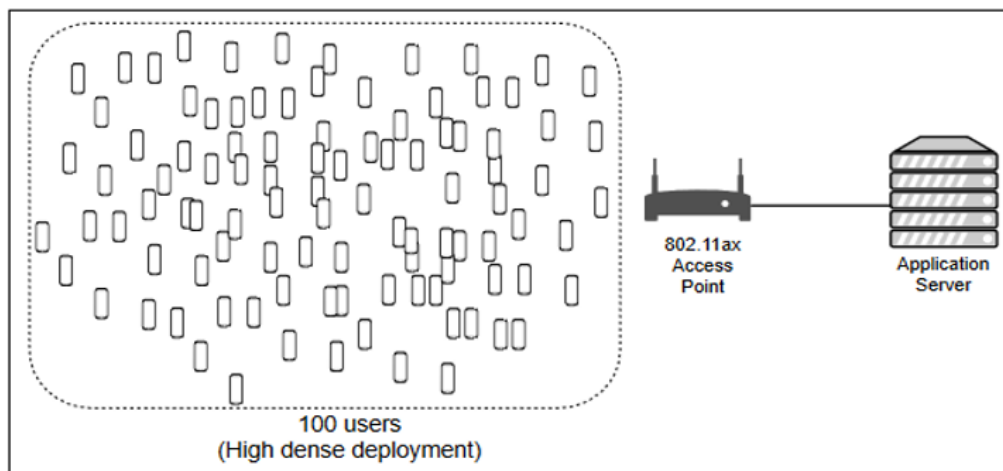 100 users
(High dense deployment)
802.11ax
Access
Point
Application
Server